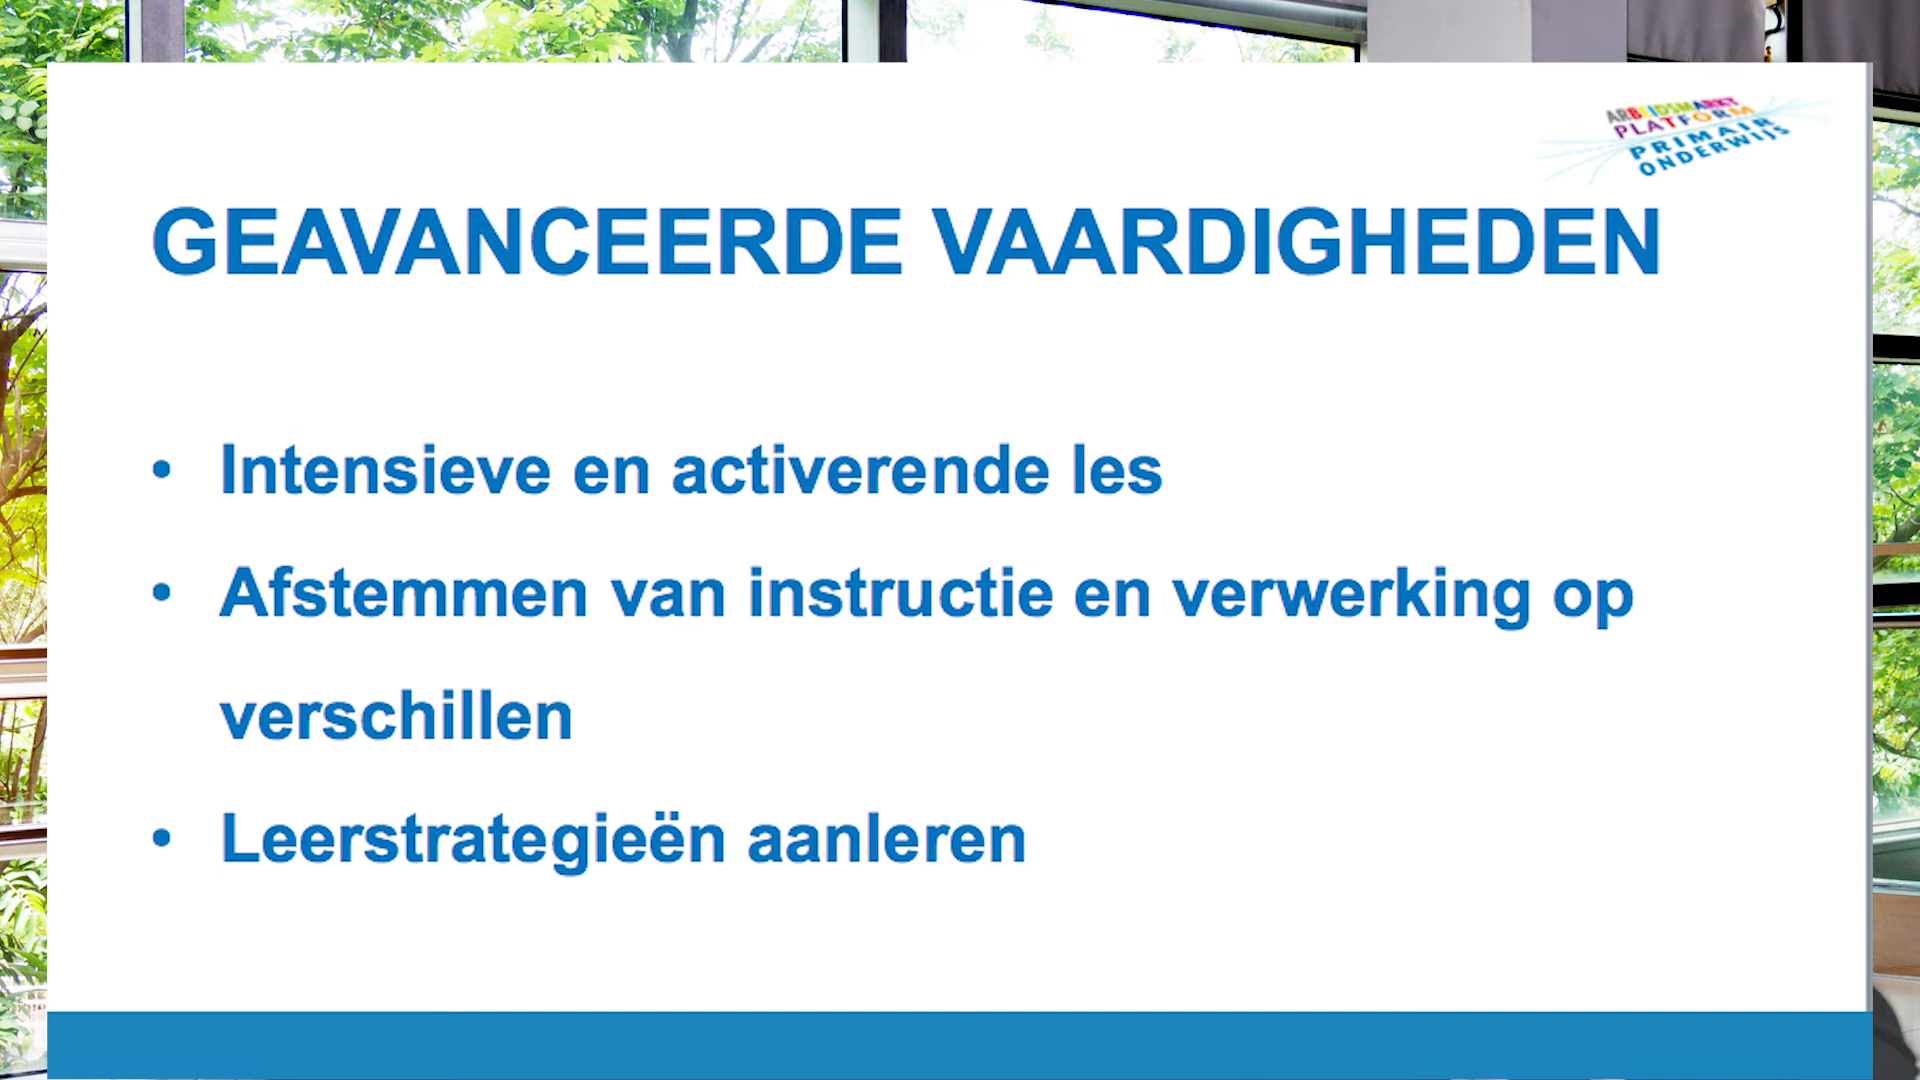 ARBEIDSMARKT
PLATFORM
PRIMAIR
ONDERWIJS
GEAVANCEERDE VAARDIGHEDEN
• Intensieve en activerende les
• Afstemmen van instructie en verwerking op
verschillen
• Leerstrategieën aanleren